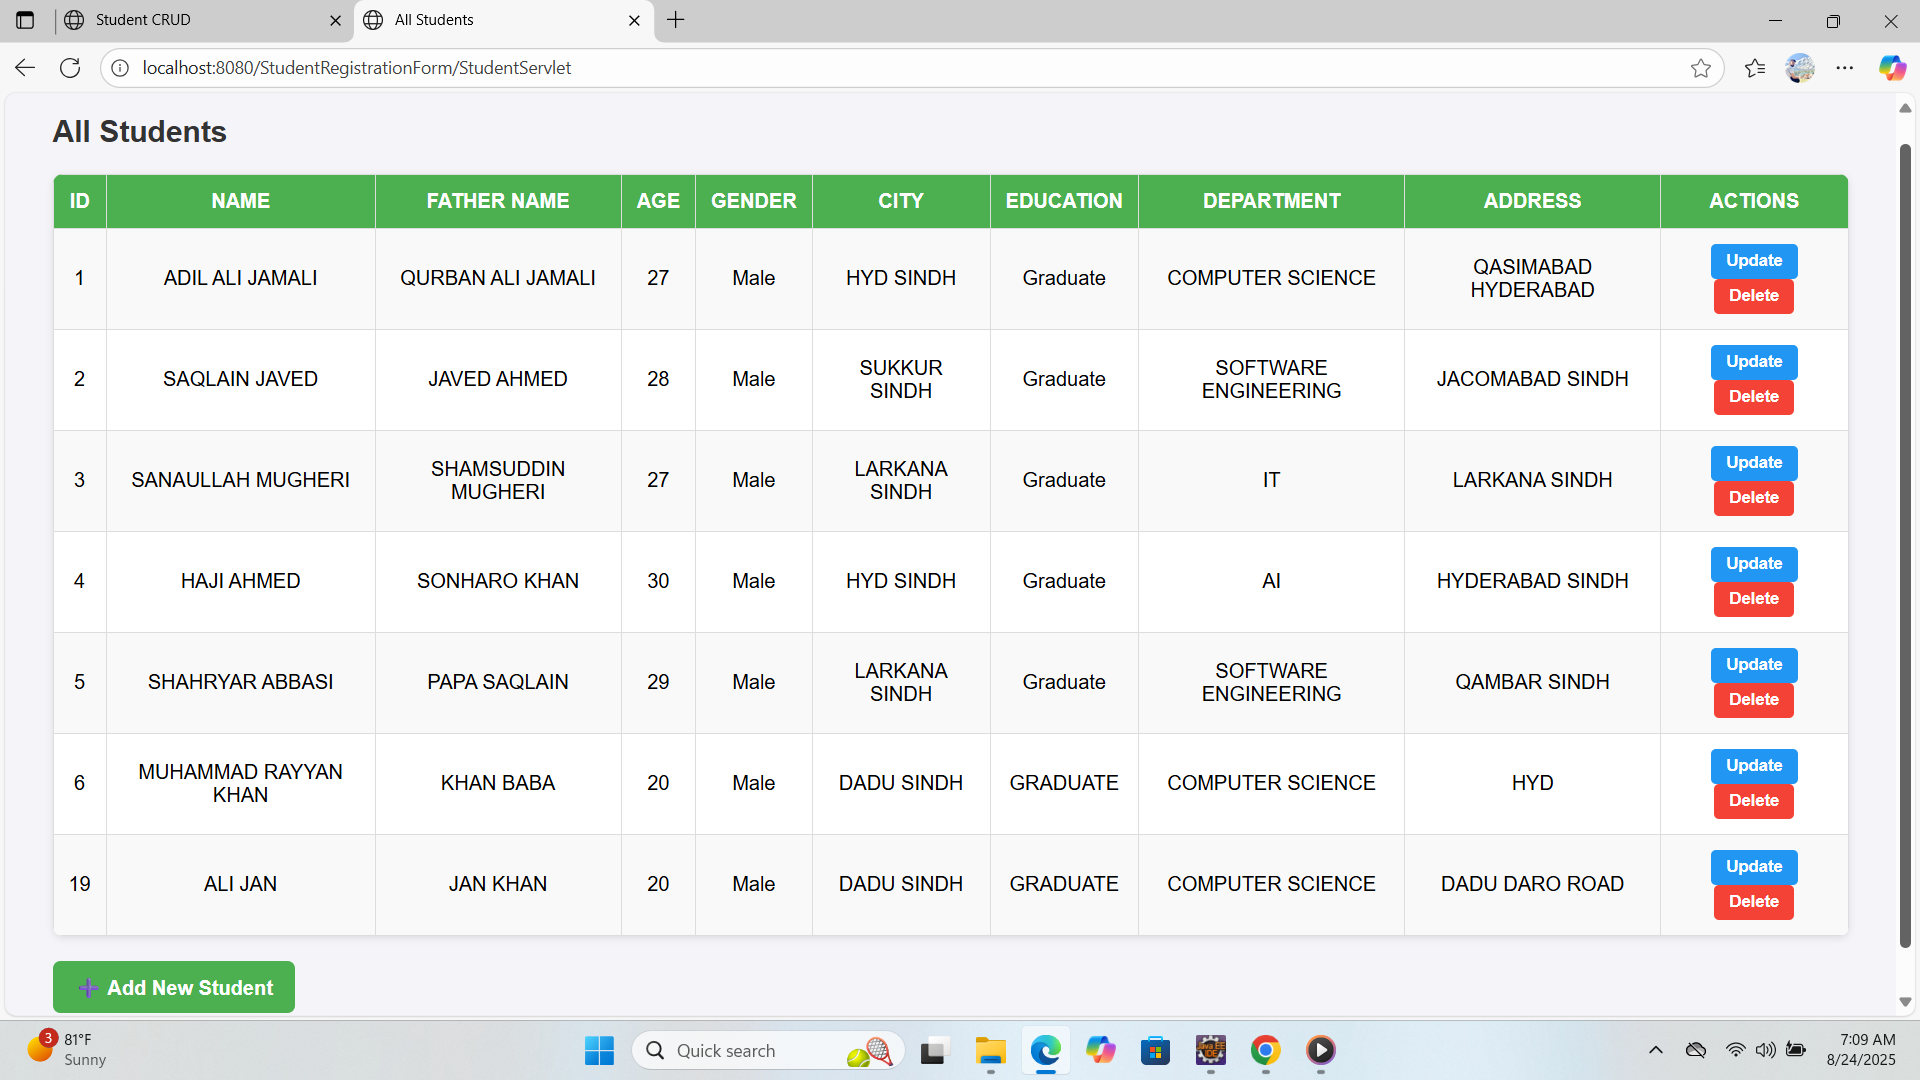 Student CRUD
All Students
localhost:8080/StudentRegistrationForm/StudentServlet
All Students
ID NAME FATHER NAME AGE GENDER CITY EDUCATION DEPARTMENT ADDRESS ACTIONS
1 ADIL ALI JAMALI QURBAN ALI JAMALI 27 Male HYD SINDH Graduate COMPUTER SCIENCE QASIMABAD
HYDERABAD
Update
Delete
2 SAQLAIN JAVED JAVED AHMED 28 Male SUKKUR
SINDH
Graduate SOFTWARE
ENGINEERING
JACOMABAD SINDH
Update
Delete
3 SANAULLAH MUGHERI SHAMSUDDIN
MUGHERI
27 Male LARKANA
SINDH
Graduate IT LARKANA SINDH
Update
Delete
4 HAJI AHMED SONHARO KHAN 30 Male HYD SINDH Graduate AI HYDERABAD SINDH
Update
Delete
5 SHAHRYAR ABBASI PAPA SAQLAIN 29 Male LARKANA
SINDH
Graduate SOFTWARE
ENGINEERING
QAMBAR SINDH
Update
Delete
6 MUHAMMAD RAYYAN
KHAN
KHAN BABA 20 Male DADU SINDH GRADUATE COMPUTER SCIENCE HYD
Update
Delete
19 ALI JAN JAN KHAN 20 Male DADU SINDH GRADUATE COMPUTER SCIENCE DADU DARO ROAD
Update
Delete
➕ Add New Student
3
81°F
Sunny
Quick search
Java EE
IDE
7:09 AM
8/24/2025